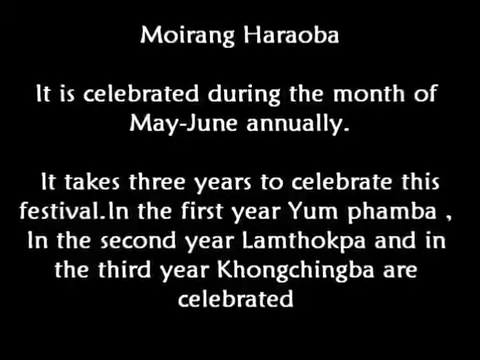 Moirang Haraoba
It is celebrated during the month of
May-June annually.
It takes three years to celebrate this
festival.In the first year Yum phamba ,
In the second year Lamthokpa and in
the third year Khongchingba are
celebrated